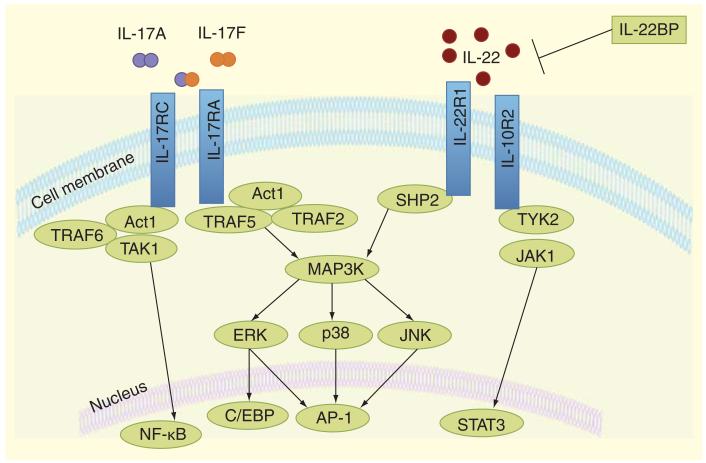 IL-17A
IL-17F
IL-22
IL-22BP
IL-17RC
IL-17RA
IL-22R1
IL-10R2
Cell membrane
Act1
TRAF6
TAK1
Act1
TRAF5
TRAF2
SHP2
TYK2
JAK1
MAP3K
ERK
p38
JNK
Nucleus
NF-κB
C/EBP
AP-1
STAT3